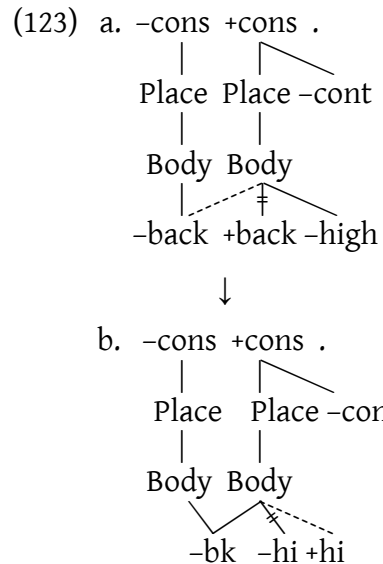 (123) a. –cons +cons .
Place Place –cont
Body Body
–back +back –high
↓
b. –cons +cons .
Place Place –con
Body Body
–bk –hi +hi